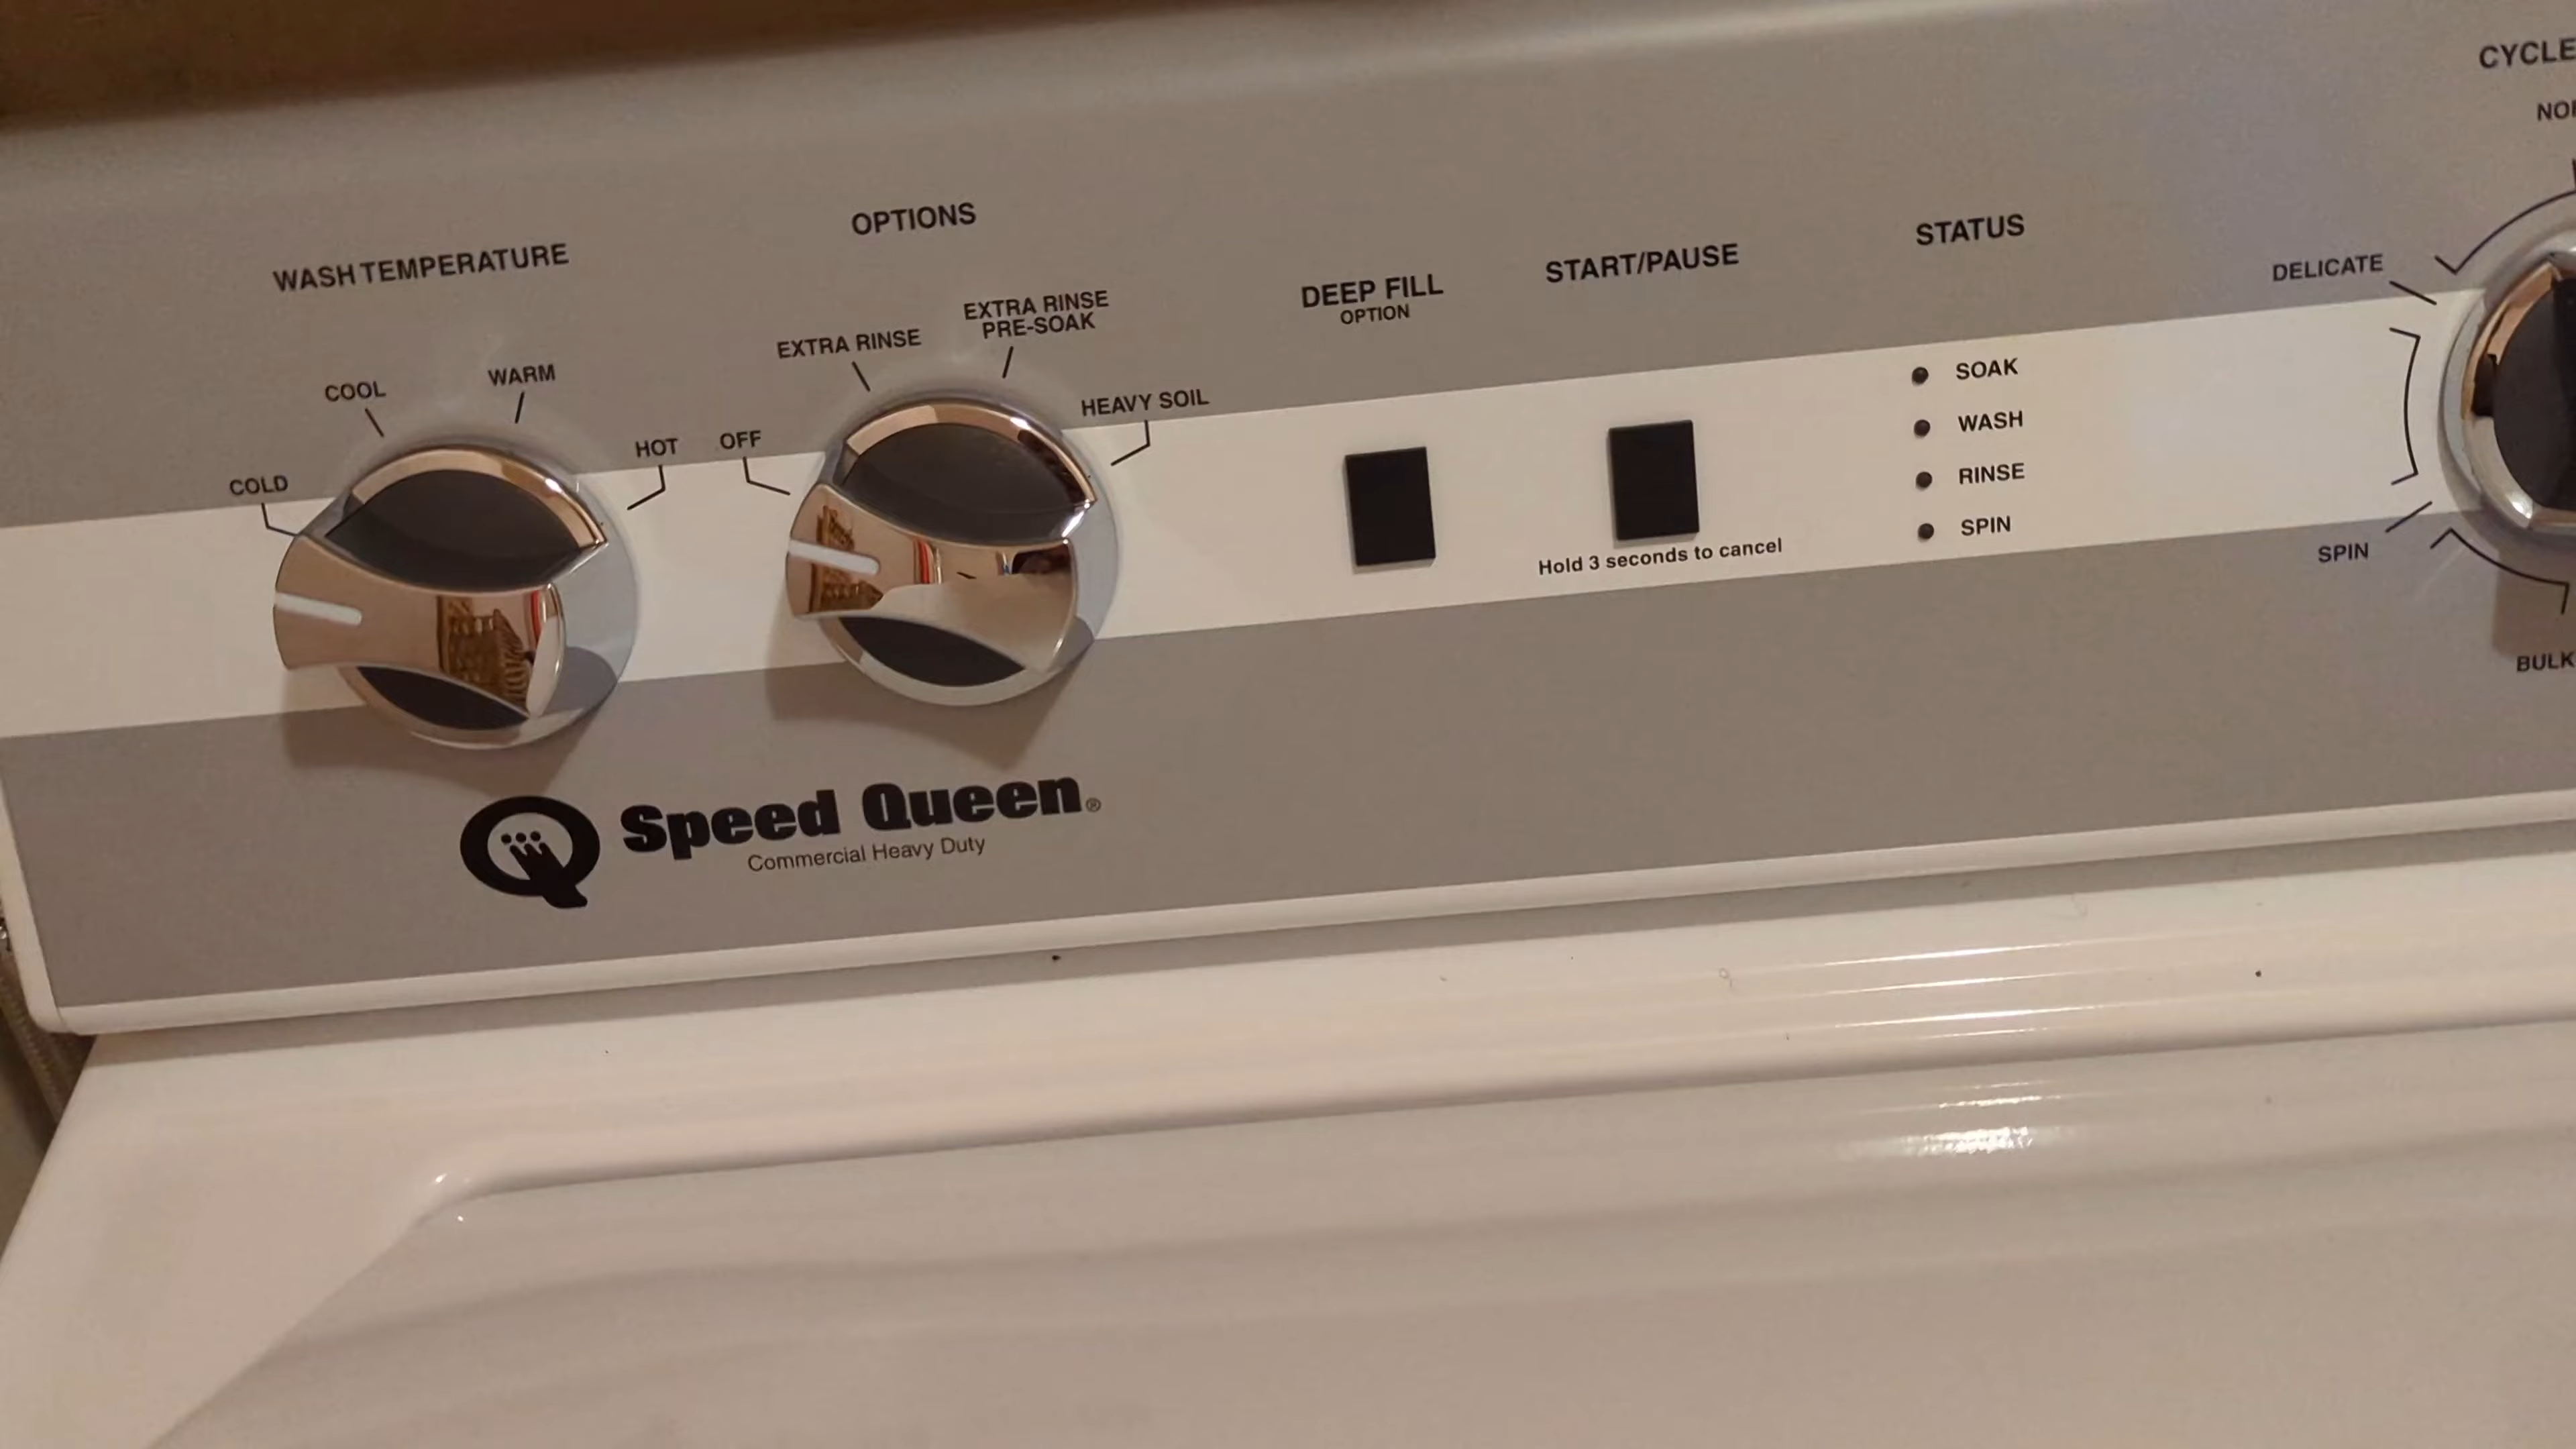 WASH TEMPERATURE
COLD
COOL
WARM
HOT
OPTIONS
OFF
EXTRA RINSE
EXTRA RINSE
PRE-SOAK
HEAVY SOIL
DEEP FILL
OPTION
START/PAUSE
Hold 3 seconds to cancel
STATUS
SOAK
WASH
RINSE
SPIN
CYCLE
NOR
DELICATE
SPIN
BULK
Speed Queen®
Commercial Heavy Duty